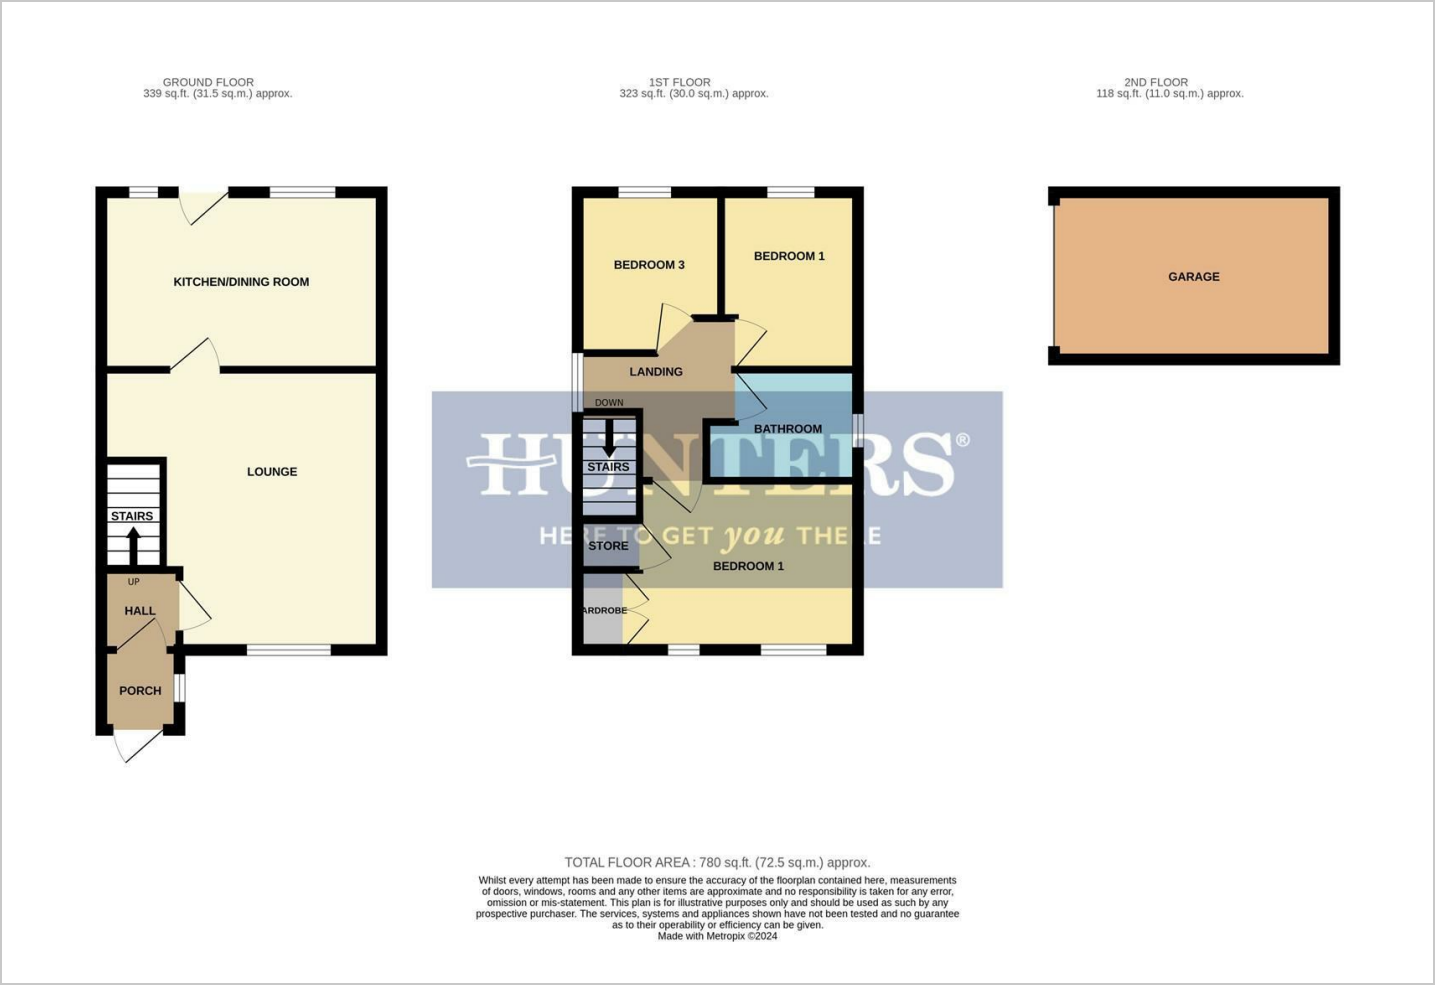 GROUND FLOOR
339 sq.ft. (31.5 sq.m.) approx.
1ST FLOOR
323 sq.ft. (30.0 sq.m.) approx.
2ND FLOOR
118 sq.ft. (11.0 sq.m.) approx.
KITCHEN/DINING ROOM
LOUNGE
STAIRS
UP
HALL
PORCH
BEDROOM 3
BEDROOM 1
LANDING
DOWN
BATHROOM
STAIRS
STORE
BEDROOM 1
ARDROBE
GARAGE
HUNTERS®
HERE TO GET you THERE
TOTAL FLOOR AREA : 780 sq.ft. (72.5 sq.m.) approx.
Whilst every attempt has been made to ensure the accuracy of the floorplan contained here, measurements
of doors, windows, rooms and any other items are approximate and no responsibility is taken for any error,
omission or mis-statement. This plan is for illustrative purposes only and should be used as such by any
prospective purchaser. The services, systems and appliances shown have not been tested and no guarantee
as to their operability or efficiency can be given.
Made with Metropix ©2024